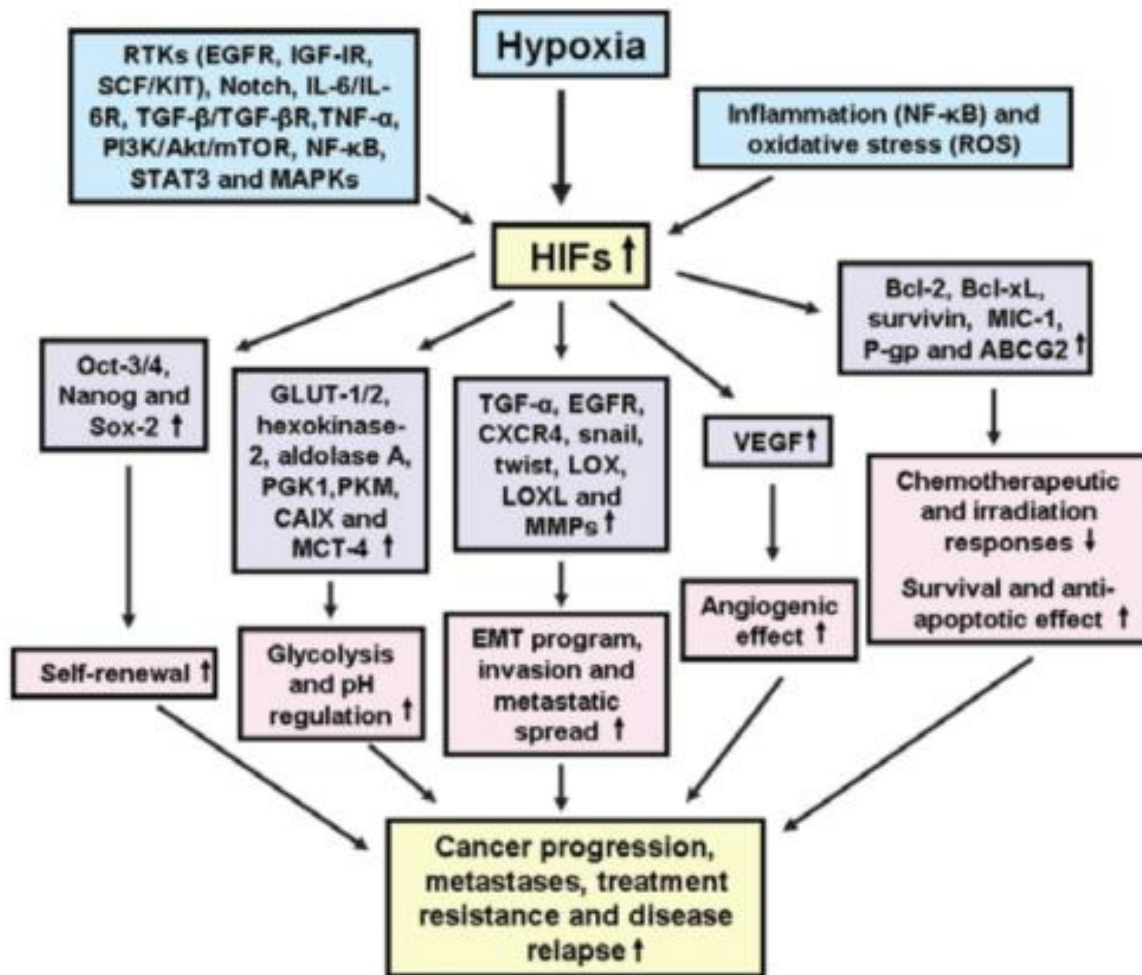 Hypoxia
RTKs (EGFR, IGF-IR,
SCF/KIT), Notch, IL-6/IL-
6R, TGF-β/TGF-βR,TNF-α,
PI3K/Akt/mTOR, NF-κB,
STAT3 and MAPKs
Inflammation (NF-κB) and
oxidative stress (ROS)
HIFs ↑
Oct-3/4,
Nanog and
Sox-2 ↑
GLUT-1/2,
hexokinase-
2, aldolase A,
PGK1,PKM,
CAIX and
MCT-4 ↑
TGF-α, EGFR,
CXCR4, snail,
twist, LOX,
LOXL and
MMPs ↑
VEGF↑
Bcl-2, Bcl-xL,
survivin, MIC-1,
P-gp and ABCG2↑
Self-renewal ↑
Glycolysis
and pH
regulation ↑
EMT program,
invasion and
metastatic
spread ↑
Angiogenic
effect ↑
Chemotherapeutic
and irradiation
responses ↓
Survival and anti-
apoptotic effect ↑
Cancer progression,
metastases, treatment
resistance and disease
relapse↑